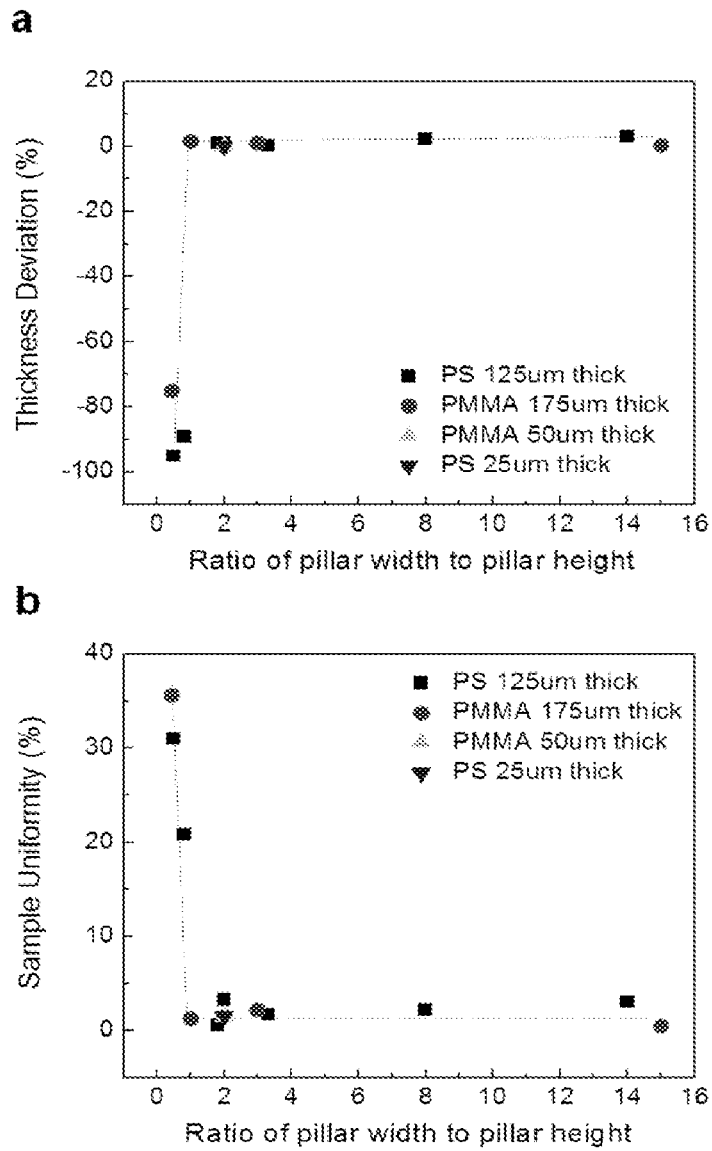 a
20
0
-20
-40
-60
-80
-100
Thickness Deviation (%)
PS 125um thick
PMMA 175um thick
PMMA 50um thick
PS 25um thick
0 2 4 6 8 10 12 14 16
Ratio of pillar width to pillar height
b
40
30
20
10
0
Sample Uniformity (%)
PS 125um thick
PMMA 175um thick
PMMA 50um thick
PS 25um thick
0 2 4 6 8 10 12 14 16
Ratio of pillar width to pillar height